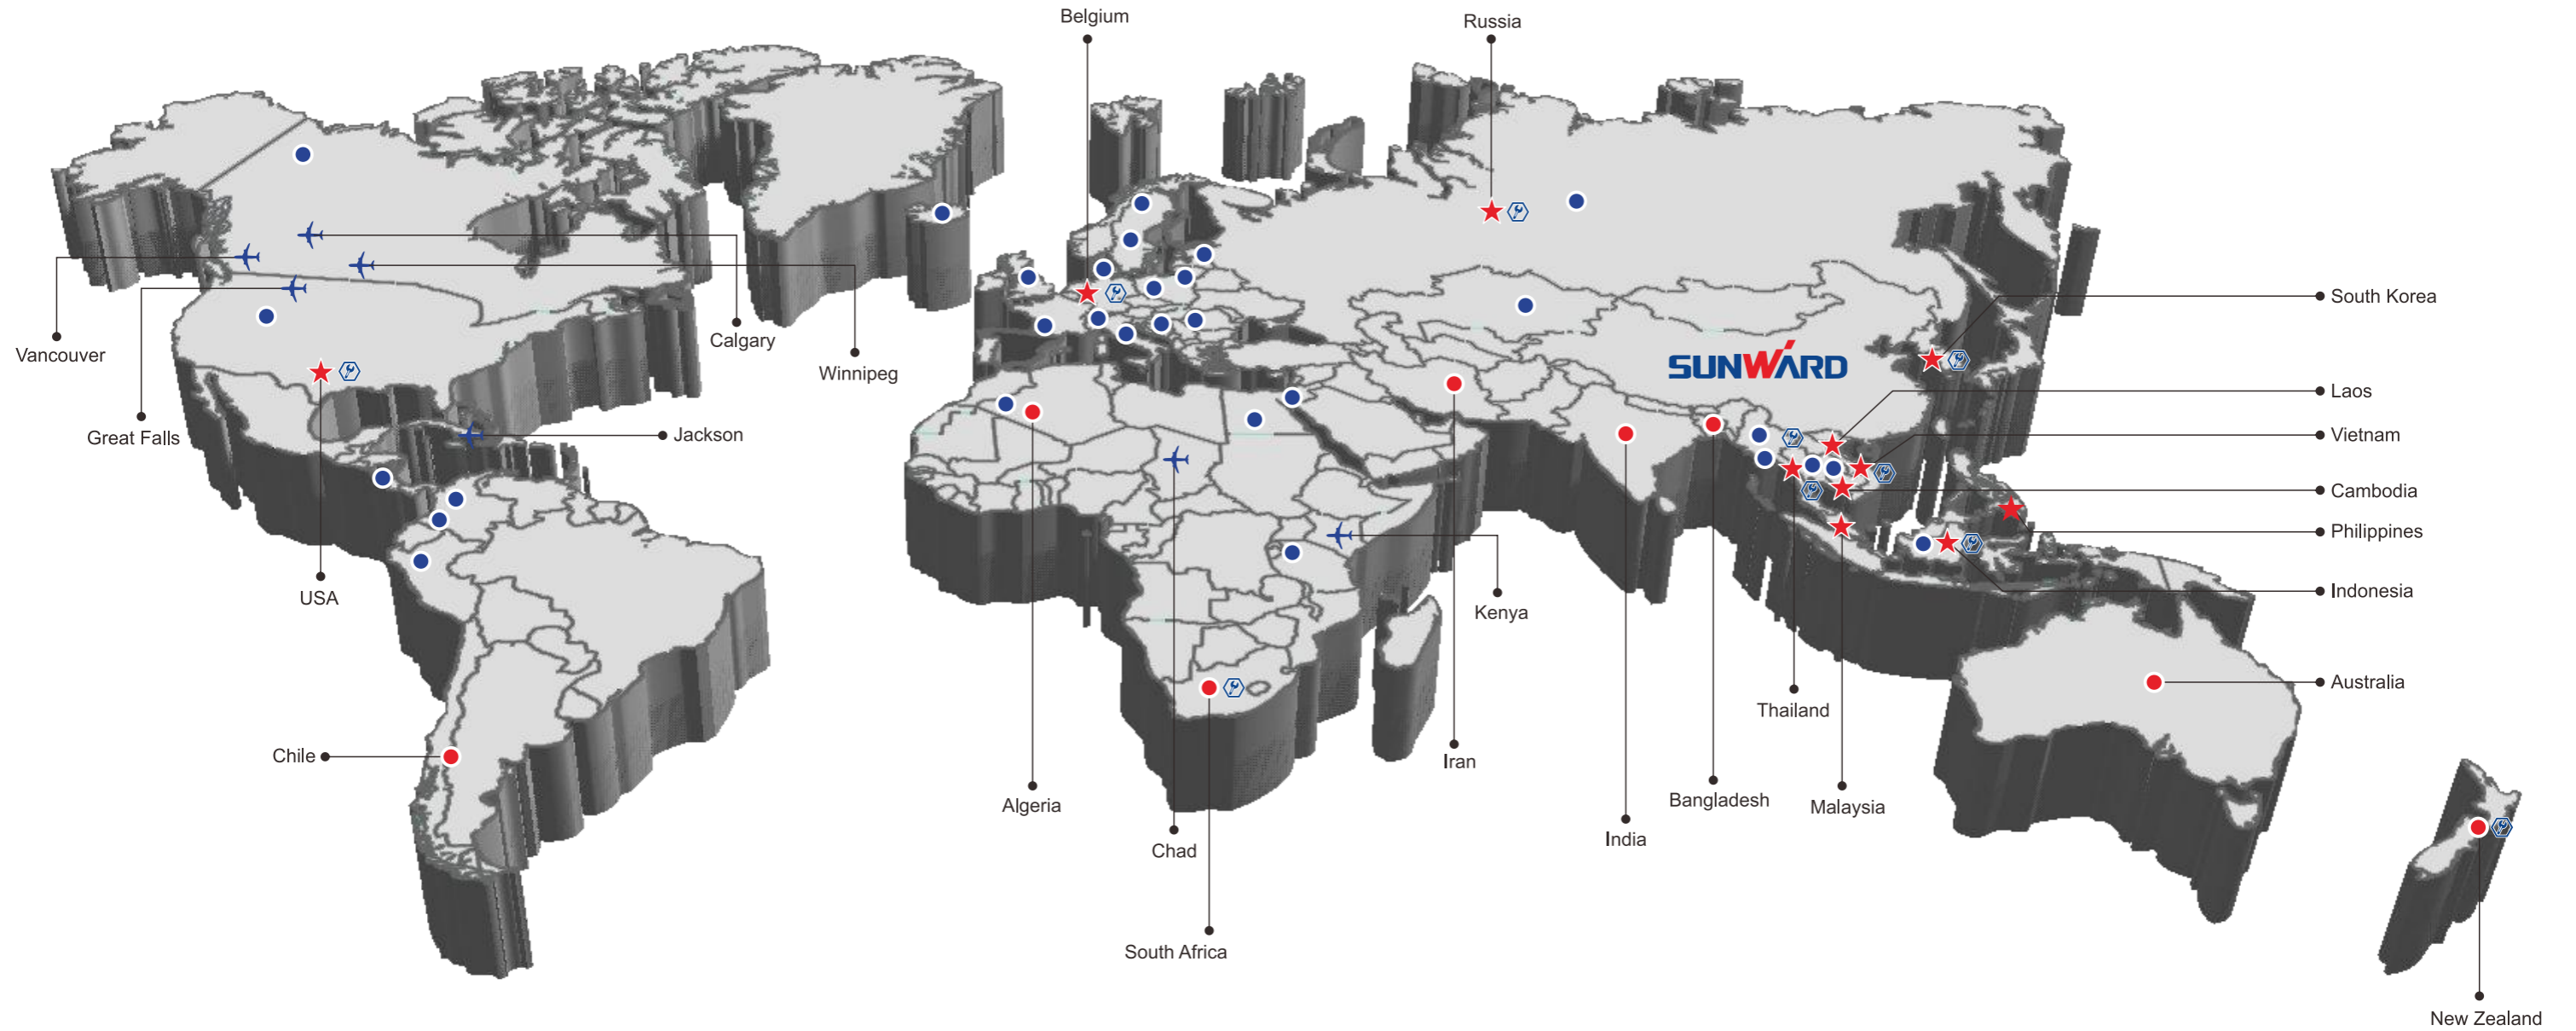 Belgium
Russia
South Korea
Calgary
Vancouver
Winnipeg
SUNWARD
Laos
Great Falls
Jackson
Vietnam
Cambodia
Philippines
USA
Kenya
Indonesia
Australia
Thailand
Chile
Iran
Algeria
Bangladesh
Malaysia
India
Chad
South Africa
New Zealand